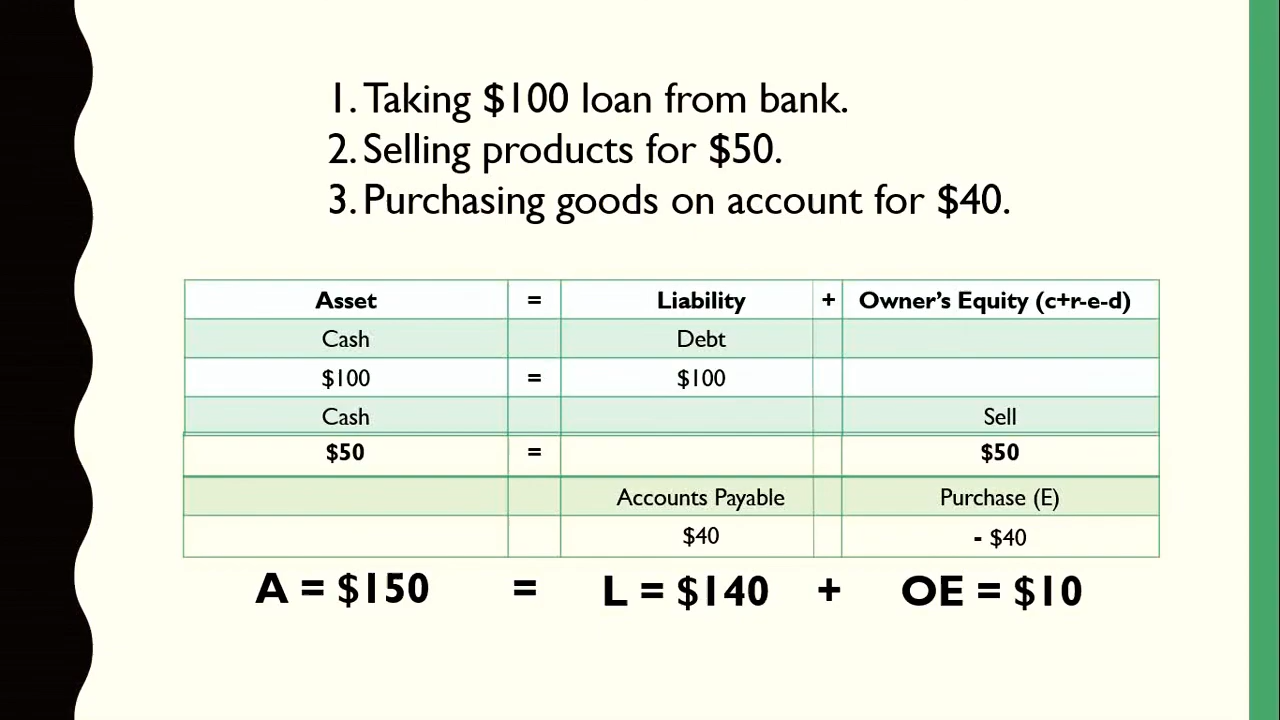 1. Taking $100 loan from bank.
2. Selling products for $50.
3. Purchasing goods on account for $40.
Asset = Liability + Owner’s Equity (c+r-e-d)
Cash Debt
$100 = $100
Cash Sell
$50 = $50
Accounts Payable Purchase (E)
$40 - $40
A = $150 = L = $140 + OE = $10